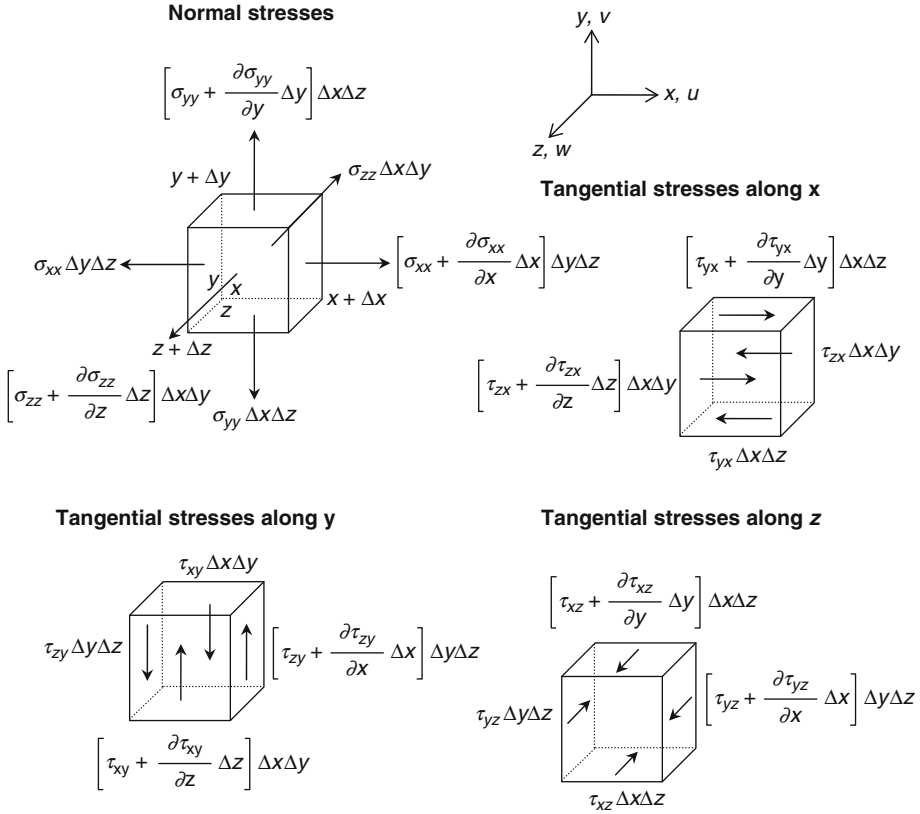 Normal stresses
y, v
x, u
z, w
[σyy + ∂σyy/∂y Δy] ΔxΔz
y + Δy
σzz ΔxΔy
σxx ΔyΔz
[σxx + ∂σxx/∂x Δx] ΔyΔz
y
x
z
x + Δx
z + Δz
[σzz + ∂σzz/∂z Δz] ΔxΔy
σyy ΔxΔz
Tangential stresses along x
[τyx + ∂τyx/∂y Δy] ΔxΔz
τzx ΔxΔy
[τzx + ∂τzx/∂z Δz] ΔxΔy
τyx ΔxΔz
Tangential stresses along y
τxy ΔxΔy
τzy ΔyΔz
[τzy + ∂τzy/∂x Δx] ΔyΔz
[τxy + ∂τxy/∂z Δz] ΔxΔy
Tangential stresses along z
[τxz + ∂τxz/∂y Δy] ΔxΔz
τyz ΔyΔz
[τyz + ∂τyz/∂x Δx] ΔyΔz
τxz ΔxΔz